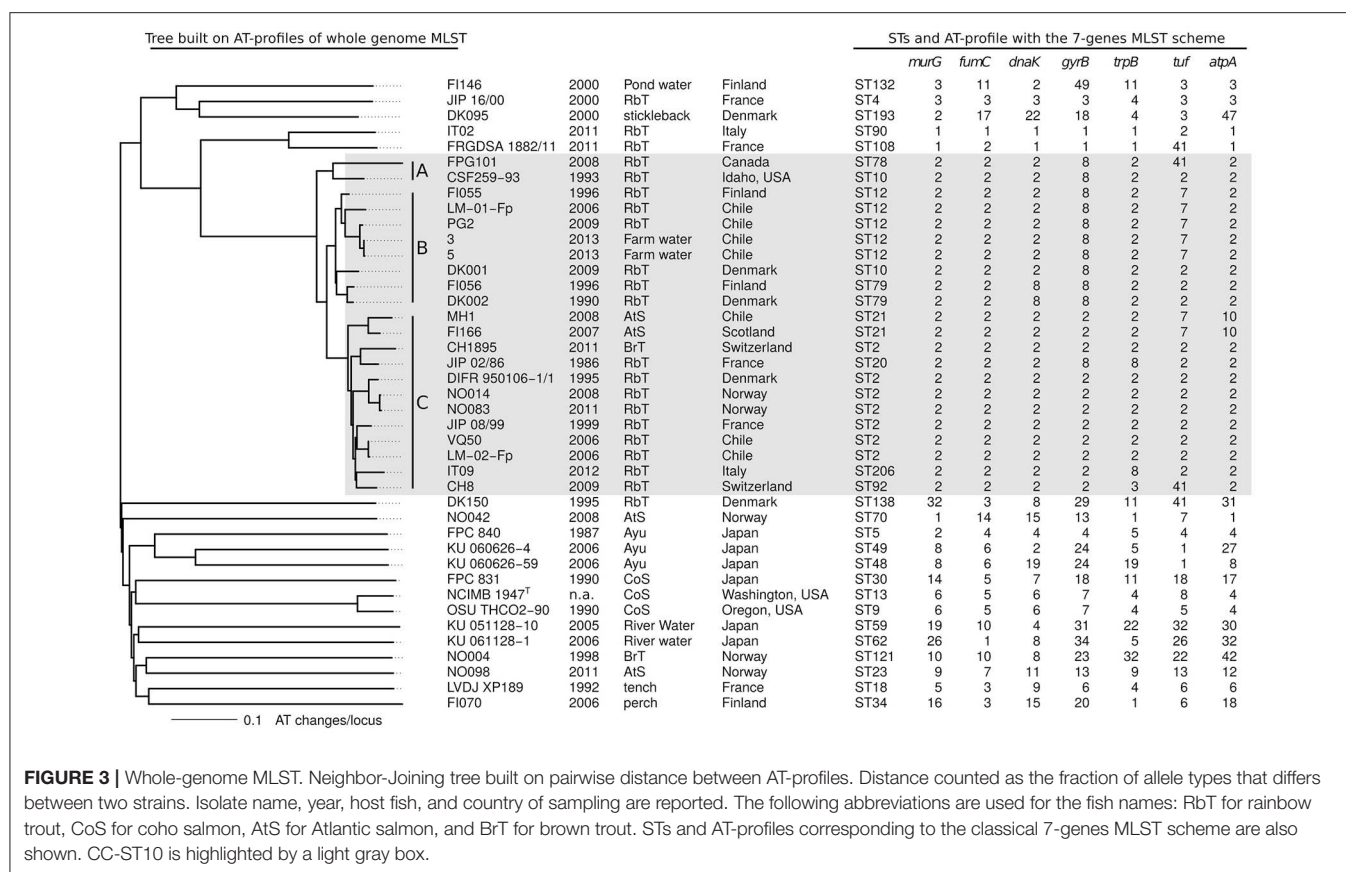 Tree built on AT-profiles of whole genome MLST STs and AT-profile with the 7-genes MLST scheme
murG fumC dnaK gyrB trpB tuf atpA
FI146 2000 Pond water Finland ST132 3 11 2 49 11 3 3
JIP 16/00 2000 RbT France ST4 3 3 3 3 4 3 3
DK095 2000 stickleback Denmark ST193 2 17 22 18 4 3 47
IT02 2011 RbT Italy ST90 1 1 1 1 1 2 1
FRGDSA 1882/11 2011 RbT France ST108 1 2 1 1 1 41 1
A
FPG101 2008 RbT Canada ST78 2 2 2 8 2 41 2
CSF259−93 1993 RbT Idaho, USA ST10 2 2 2 8 2 2 2
B
FI055 1996 RbT Finland ST12 2 2 2 8 2 7 2
LM−01−Fp 2006 RbT Chile ST12 2 2 2 8 2 7 2
PG2 2009 RbT Chile ST12 2 2 2 8 2 7 2
3 2013 Farm water Chile ST12 2 2 2 8 2 7 2
5 2013 Farm water Chile ST12 2 2 2 8 2 7 2
DK001 2009 RbT Denmark ST10 2 2 2 8 2 2 2
FI056 1996 RbT Finland ST79 2 2 8 8 2 2 2
DK002 1990 RbT Denmark ST79 2 2 8 8 2 2 2
C
MH1 2008 AtS Chile ST21 2 2 2 2 2 7 10
FI166 2007 AtS Scotland ST21 2 2 2 2 2 7 10
CH1895 2011 BrT Switzerland ST2 2 2 2 2 2 2 2
JIP 02/86 1986 RbT France ST20 2 2 2 8 8 2 2
DIFR 950106−1/1 1995 RbT Denmark ST2 2 2 2 2 2 2 2
NO014 2008 RbT Norway ST2 2 2 2 2 2 2 2
NO083 2011 RbT Norway ST2 2 2 2 2 2 2 2
JIP 08/99 1999 RbT France ST2 2 2 2 2 2 2 2
VQ50 2006 RbT Chile ST2 2 2 2 2 2 2 2
LM−02−Fp 2006 RbT Chile ST2 2 2 2 2 2 2 2
IT09 2012 RbT Italy ST206 2 2 2 2 8 2 2
CH8 2009 RbT Switzerland ST92 2 2 2 2 3 41 2
DK150 1995 RbT Denmark ST138 32 3 8 29 11 41 31
NO042 2008 AtS Norway ST70 1 14 15 13 1 7 1
FPC 840 1987 Ayu Japan ST5 2 4 4 4 5 4 4
KU 060626−4 2006 Ayu Japan ST49 8 6 2 24 5 1 27
KU 060626−59 2006 Ayu Japan ST48 8 6 19 24 19 1 8
FPC 831 1990 CoS Japan ST30 14 5 7 18 11 18 17
NCIMB 1947ᵀ n.a. CoS Washington, USA ST13 6 5 6 7 4 8 4
OSU THCO2−90 1990 CoS Oregon, USA ST9 6 5 6 7 4 5 4
KU 051128−10 2005 River Water Japan ST59 19 10 4 31 22 32 30
KU 061128−1 2006 River water Japan ST62 26 1 8 34 5 26 32
NO004 1998 BrT Norway ST121 10 10 8 23 32 22 42
NO098 2011 AtS Norway ST23 9 7 11 13 9 13 12
LVDJ XP189 1992 tench France ST18 5 3 9 6 4 6 6
FI070 2006 perch Finland ST34 16 3 15 20 1 6 18
0.1 AT changes/locus
FIGURE 3 | Whole-genome MLST. Neighbor-Joining tree built on pairwise distance between AT-profiles. Distance counted as the fraction of allele types that differs
between two strains. Isolate name, year, host fish, and country of sampling are reported. The following abbreviations are used for the fish names: RbT for rainbow
trout, CoS for coho salmon, AtS for Atlantic salmon, and BrT for brown trout. STs and AT-profiles corresponding to the classical 7-genes MLST scheme are also
shown. CC-ST10 is highlighted by a light gray box.